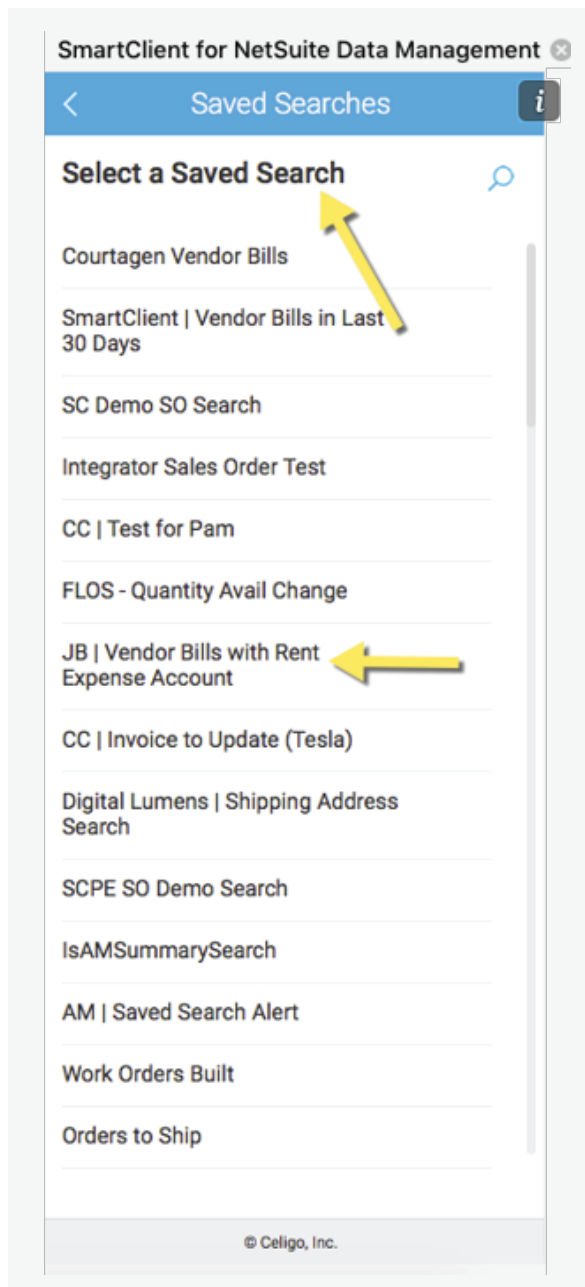 SmartClient for NetSuite Data Management
Saved Searches
i
Select a Saved Search
Courtagen Vendor Bills
SmartClient | Vendor Bills in Last
30 Days
SC Demo SO Search
Integrator Sales Order Test
CC | Test for Pam
FLOS - Quantity Avail Change
JB | Vendor Bills with Rent
Expense Account
CC | Invoice to Update (Tesla)
Digital Lumens | Shipping Address
Search
SCPE SO Demo Search
IsAMSummarySearch
AM | Saved Search Alert
Work Orders Built
Orders to Ship
© Celigo, Inc.